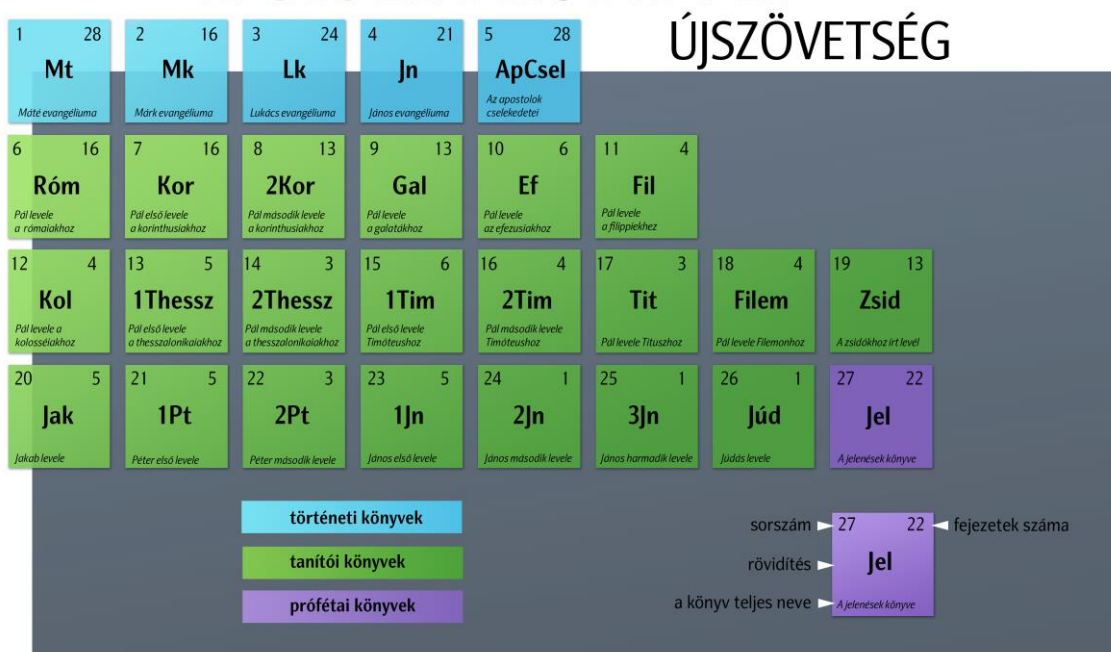 ÚJSZÖVETSÉG
1 28
Mt
Máté evangéliuma
2 16
Mk
Márk evangéliuma
3 24
Lk
Lukács evangéliuma
4 21
Jn
János evangéliuma
5 28
ApCsel
Az apostolok
cselekedetei
6 16
Róm
Pál levele
a rómaiakhoz
7 16
Kor
Pál első levele
a korinthusiakhoz
8 13
2Kor
Pál második levele
a korinthusiakhoz
9 13
Gal
Pál levele
a galatákhoz
10 6
Ef
Pál levele
az efezusiakhoz
11 4
Fil
Pál levele
a filippiekhez
12 4
Kol
Pál levele a
kolosséiakhoz
13 5
1Thessz
Pál első levele
a thesszalonikaiakhoz
14 3
2Thessz
Pál második levele
a thesszalonikaiakhoz
15 6
1Tim
Pál első levele
Timóteushoz
16 4
2Tim
Pál második levele
Timóteushoz
17 3
Tit
Pál levele Tituszhoz
18 4
Filem
Pál levele Filemonhoz
19 13
Zsid
A zsidókhoz írt levél
20 5
Jak
Jakab levele
21 5
1Pt
Péter első levele
22 3
2Pt
Péter második levele
23 5
1Jn
János első levele
24 1
2Jn
János második levele
25 1
3Jn
János harmadik levele
26 1
Júd
Júdás levele
27 22
Jel
A jelenések könyve
történeti könyvek
tanítói könyvek
prófétai könyvek
sorszám 27 22 fejezetek száma
rövidítés Jel
a könyv teljes neve A jelenések könyve